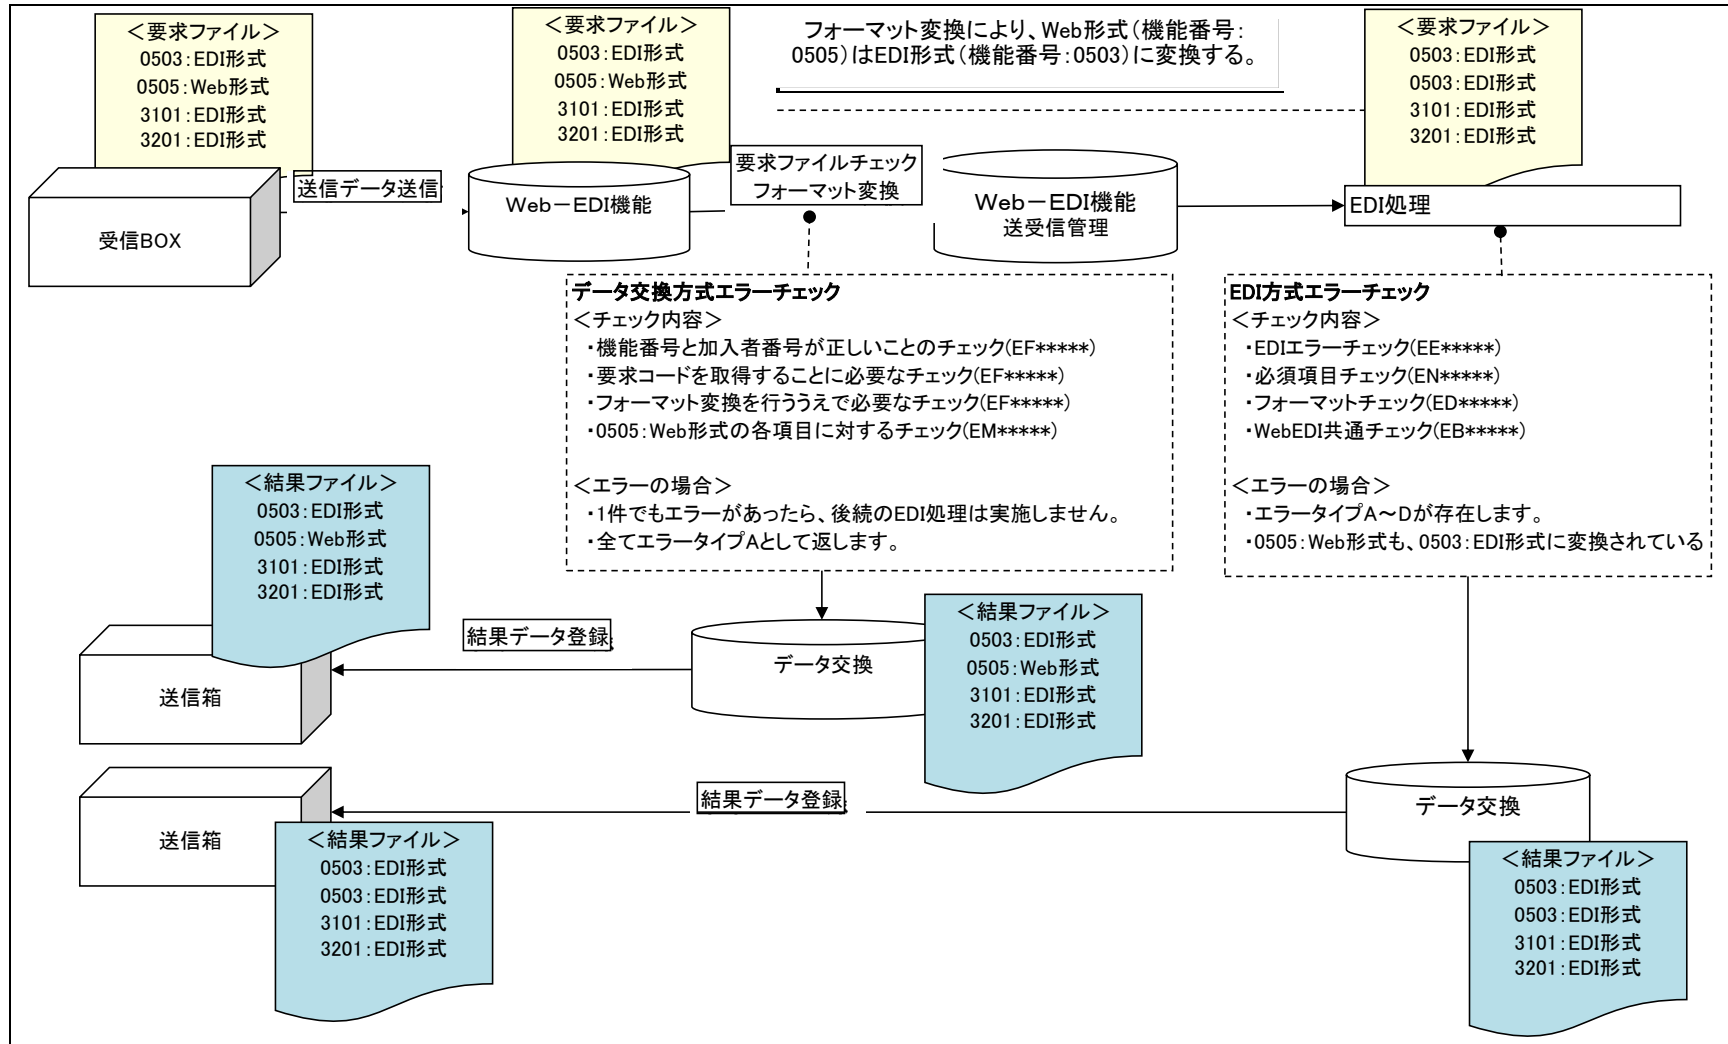 ＜要求ファイル＞
0503：EDI形式
0505：Web形式
3101：EDI形式
3201：EDI形式
＜要求ファイル＞
0503：EDI形式
0505：Web形式
3101：EDI形式
3201：EDI形式
フォーマット変換により、Web形式（機能番号：
0505）はEDI形式（機能番号：0503）に変換する。
＜要求ファイル＞
0503：EDI形式
0503：EDI形式
3101：EDI形式
3201：EDI形式
受信BOX
送信データ送信
Web－EDI機能
要求ファイルチェック
フォーマット変換
Web－EDI機能
送受信管理
EDI処理
データ交換方式エラーチェック
＜チェック内容＞
・機能番号と加入者番号が正しいことのチェック(EF*****)
・要求コードを取得することに必要なチェック(EF*****)
・フォーマット変換を行ううえで必要なチェック(EF*****)
・0505：Web形式の各項目に対するチェック(EM*****)
＜エラーの場合＞
・1件でもエラーがあったら、後続のEDI処理は実施しません。
・全てエラータイプAとして返します。
EDI方式エラーチェック
＜チェック内容＞
・EDIエラーチェック(EE*****)
・必須項目チェック(EN*****)
・フォーマットチェック(ED*****)
・WebEDI共通チェック(EB*****)
＜エラーの場合＞
・エラータイプA～Dが存在します。
・0505：Web形式も、0503：EDI形式に変換されている
＜結果ファイル＞
0503：EDI形式
0505：Web形式
3101：EDI形式
3201：EDI形式
送信箱
結果データ登録
データ交換
＜結果ファイル＞
0503：EDI形式
0505：Web形式
3101：EDI形式
3201：EDI形式
送信箱
＜結果ファイル＞
0503：EDI形式
0503：EDI形式
3101：EDI形式
3201：EDI形式
結果データ登録
データ交換
＜結果ファイル＞
0503：EDI形式
0503：EDI形式
3101：EDI形式
3201：EDI形式